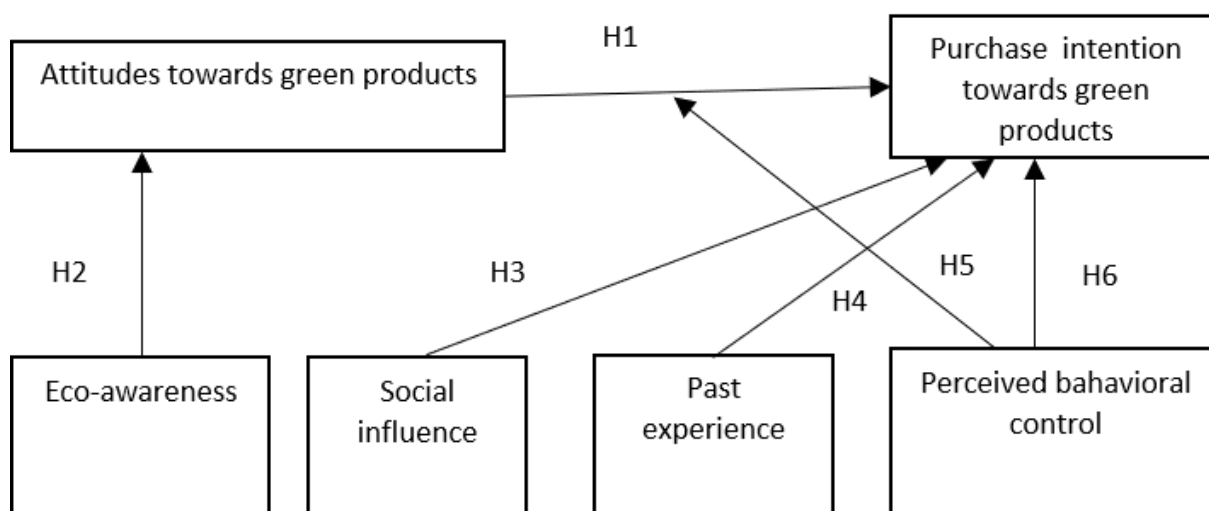 H1
Attitudes towards green products
Purchase intention
towards green
products
H2
H3
H4
H5
H6
Eco-awareness
Social
influence
Past
experience
Perceived bahavioral
control